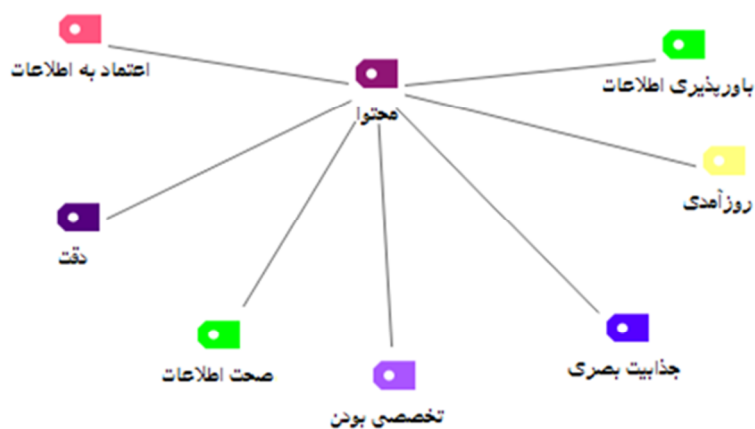 اعتماد به اطلاعات
محتوا
باورپذیری اطلاعات
روزآمدی
دقت
صحت اطلاعات
تخصصی بودن
جذابیت بصری